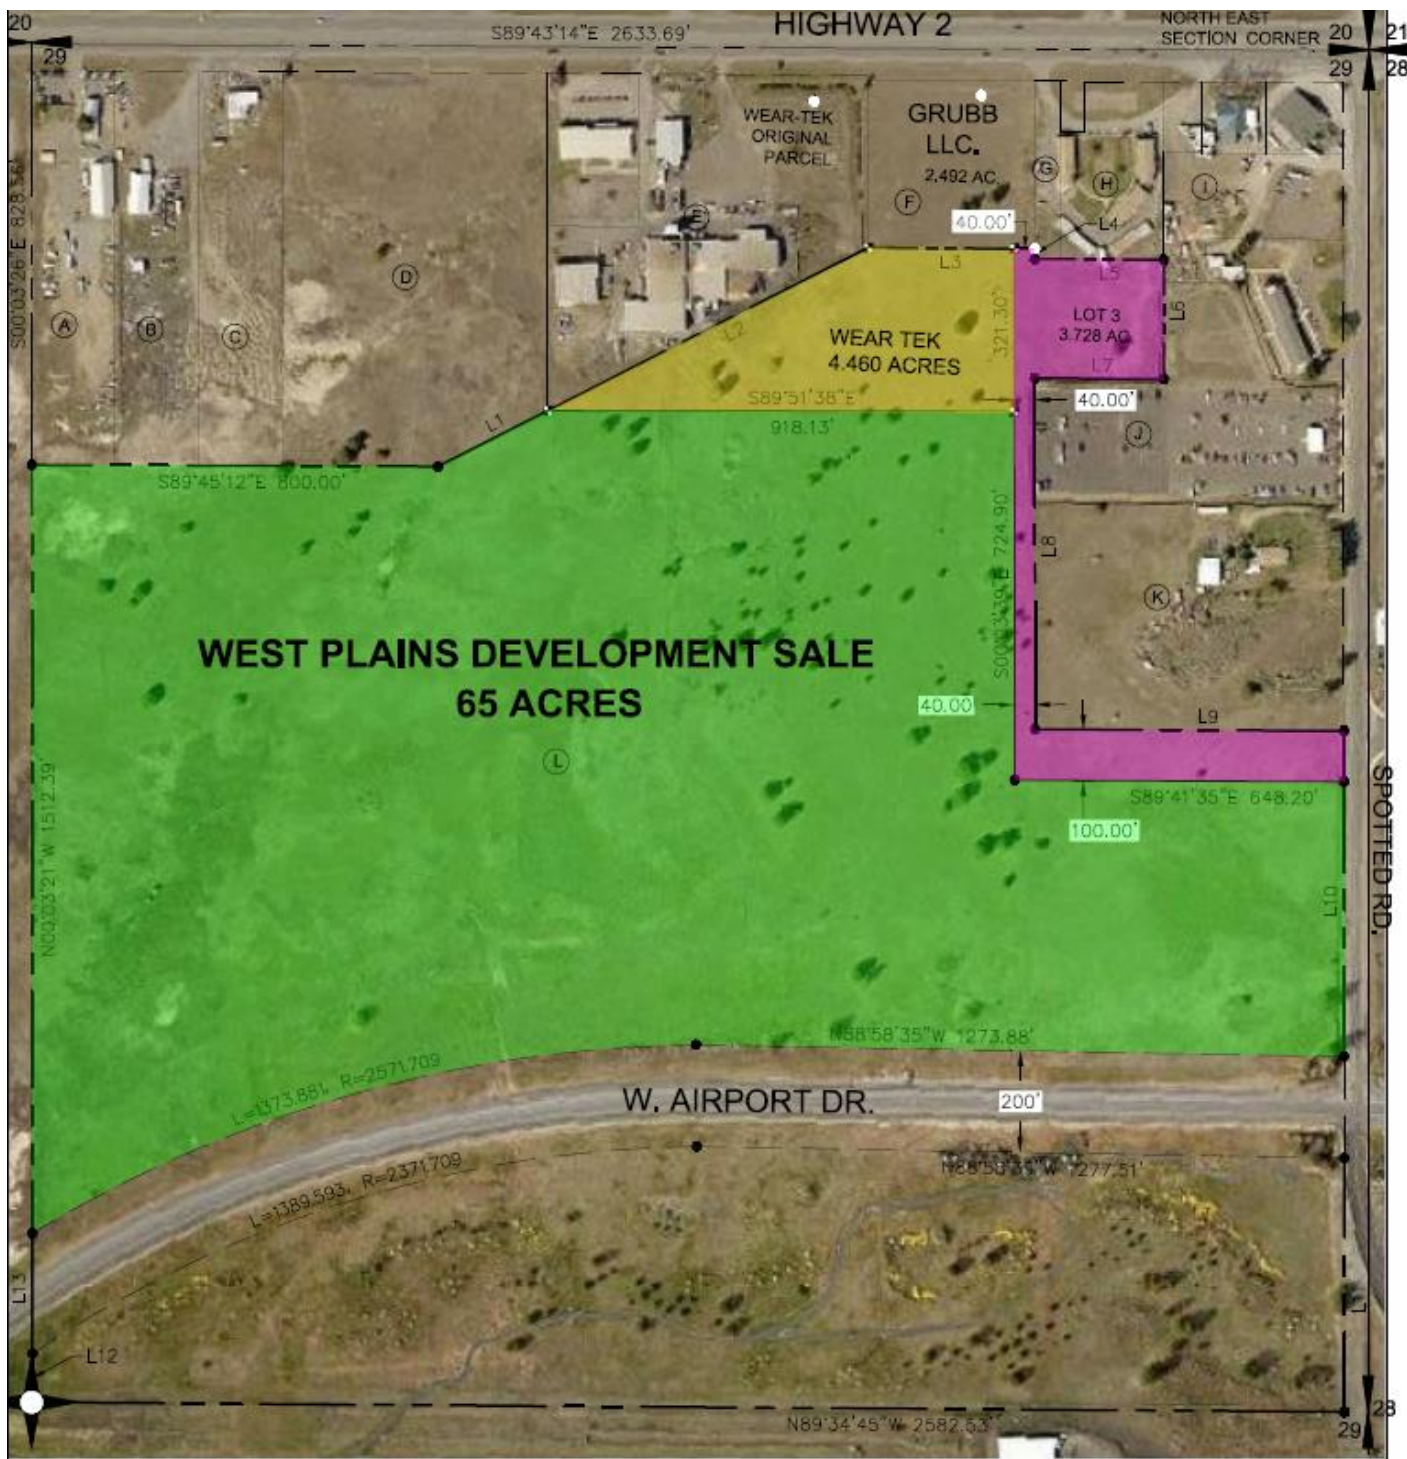 20
29
S89°43'14"E 2633.69'
HIGHWAY 2
NORTH EAST
SECTION CORNER
20
21
29
28
S00°03'26"E 828.56'
WEAR-TEK
ORIGINAL
PARCEL
GRUBB
LLC.
2.492 AC.
A
B
C
D
E
F
G
H
I
40.00'
L4
L3
L5
L2
L1
WEAR TEK
4.460 ACRES
321.30'
LOT 3
3.728 AC
L6
L7
S89°51'38"E
918.13'
40.00'
J
S89°45'12"E 800.00'
S00°03'39"E 724.90'
L8
K
WEST PLAINS DEVELOPMENT SALE
65 ACRES
L
40.00
L9
N00°03'21"W 1512.39'
S89°41'35"E 648.20'
100.00'
SPOTTED RD.
L10
N88°58'35"W 1273.88'
L=1373.881, R=2571.709
W. AIRPORT DR.
200'
L=1389.593, R=2371.709
L13
L12
N89°34'45"W 2582.53'
28
29